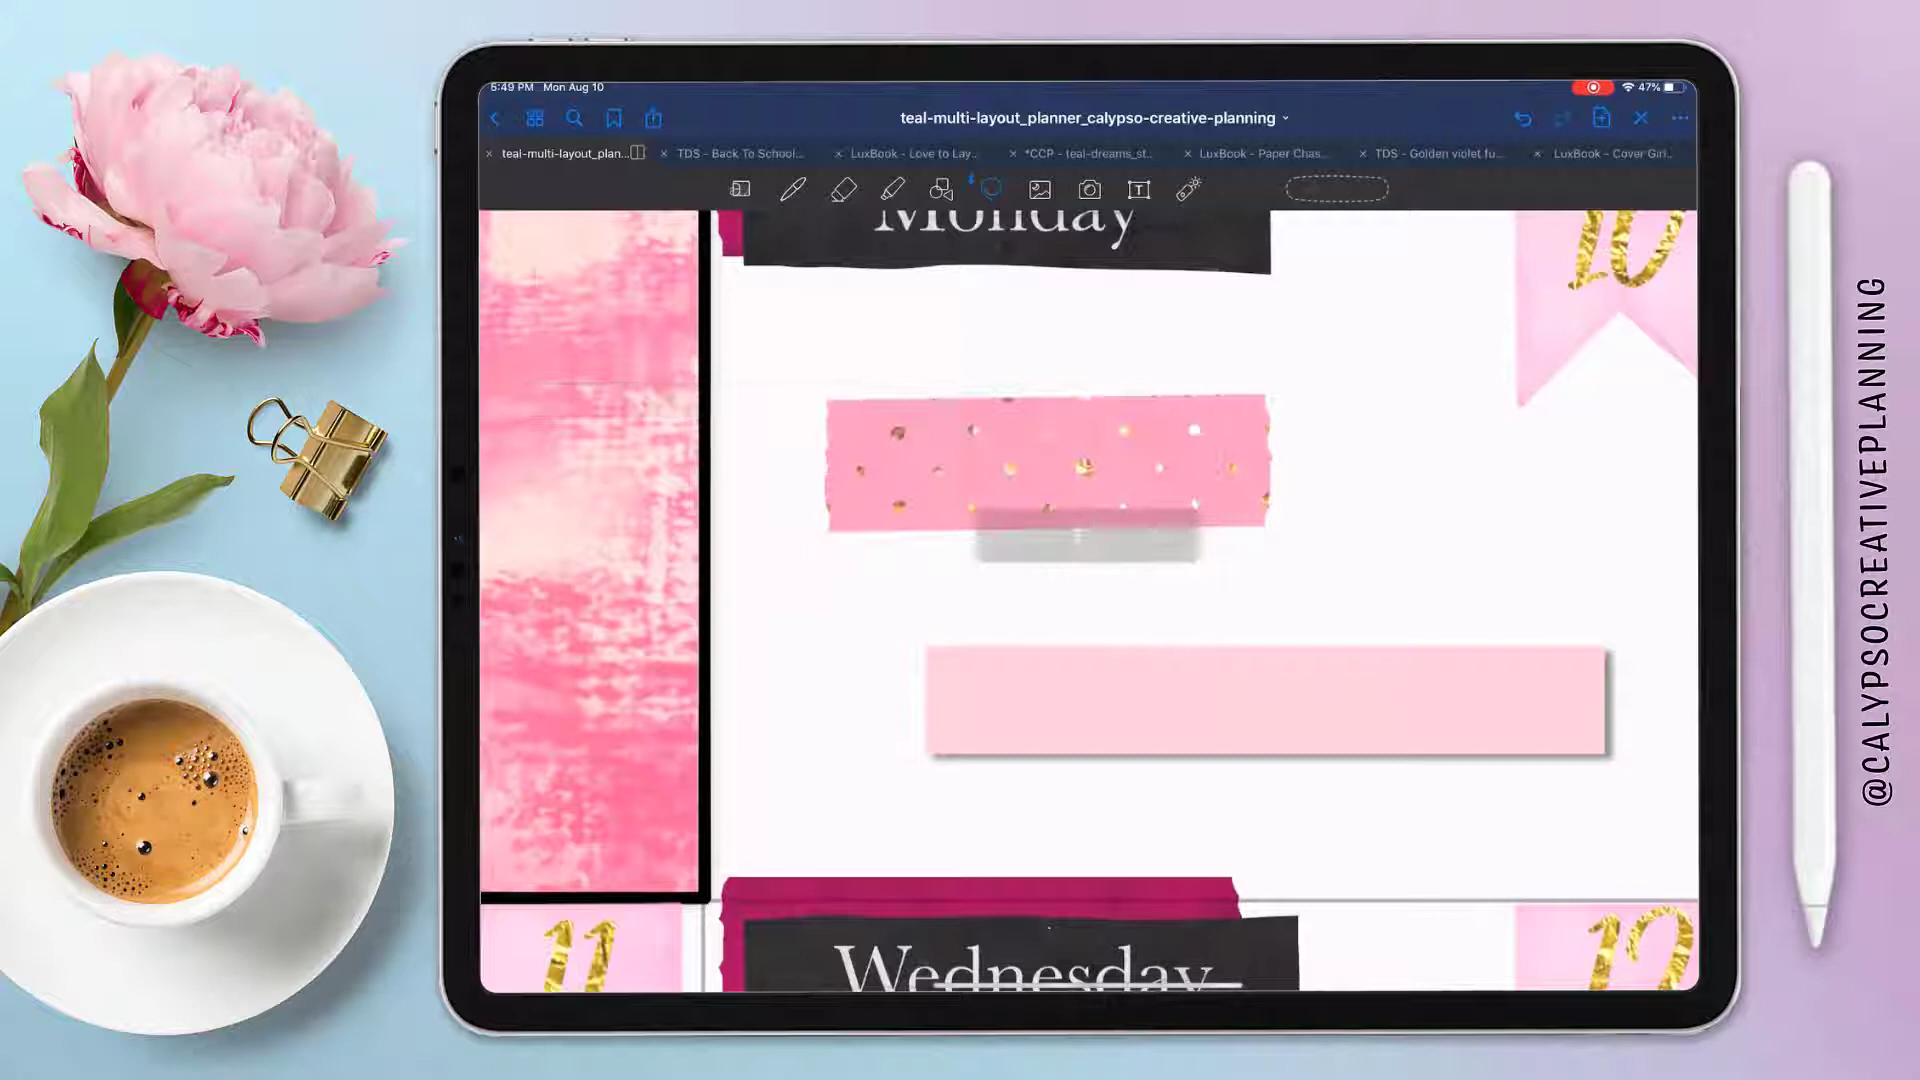 5:49 PM Mon Aug 10
47%
teal-multi-layout_planner_calypso-creative-planning
teal-multi-layout_plan...
TDS - Back To School...
LuxBook - Love to Lay...
*CCP - teal-dreams_st...
LuxBook - Paper Chas...
TDS - Golden violet fu...
LuxBook - Cover Girl...
Monday
10
11
Wednesday
12
@CALYPSOCREATIVEPLANNING